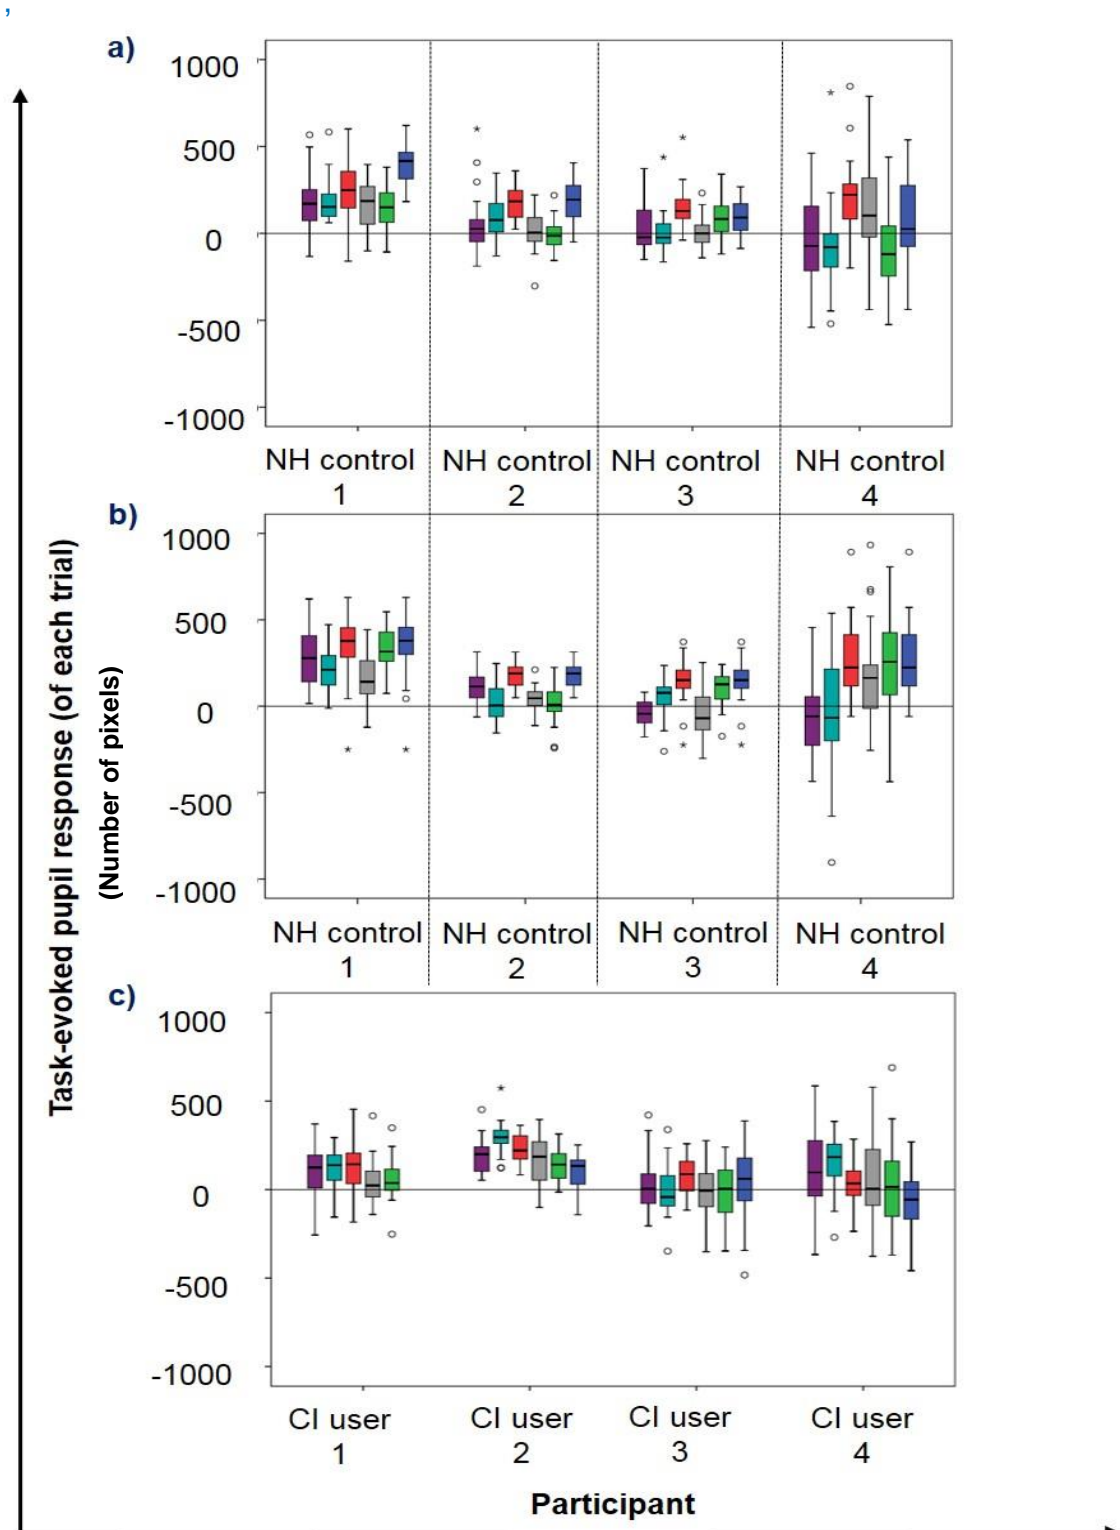 ,
a)
1000
500
0
-500
-1000
NH control NH control NH control NH control
1 2 3 4
b)
1000
500
0
-500
-1000
NH control NH control NH control NH control
1 2 3 4
c)
1000
500
0
-500
-1000
CI user CI user CI user CI user
1 2 3 4
Participant
Task-evoked pupil response (of each trial)
(Number of pixels)